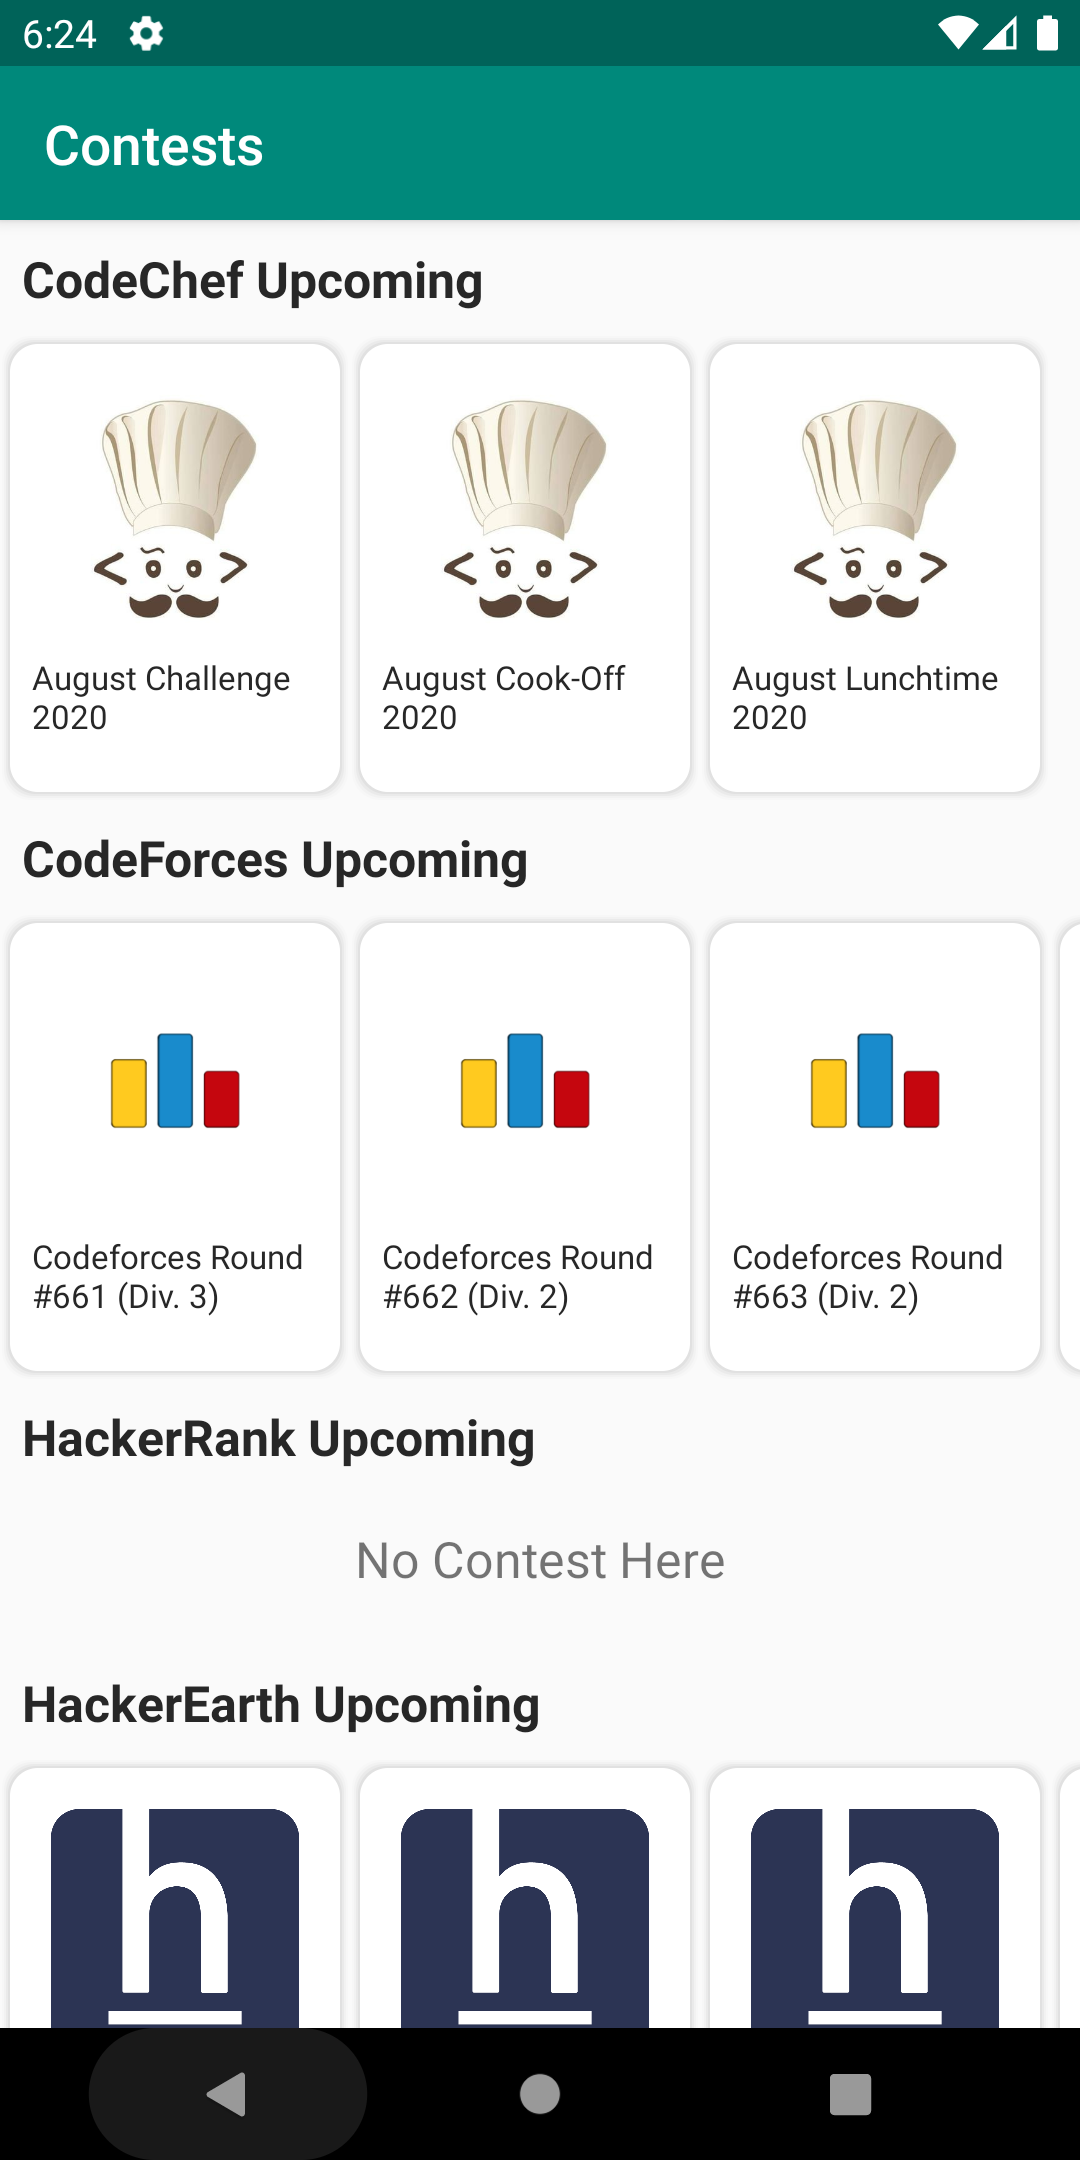 6:24
Contests
CodeChef Upcoming
August Challenge
2020
August Cook-Off
2020
August Lunchtime
2020
CodeForces Upcoming
Codeforces Round
#661 (Div. 3)
Codeforces Round
#662 (Div. 2)
Codeforces Round
#663 (Div. 2)
HackerRank Upcoming
No Contest Here
HackerEarth Upcoming
h
h
h